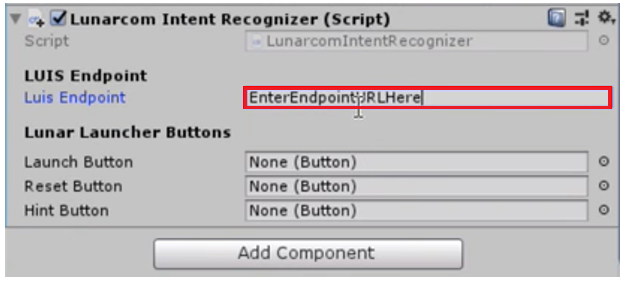 Lunarcom Intent Recognizer (Script)
Script LunarcomIntentRecognizer
LUIS Endpoint
Luis Endpoint EnterEndpointURLHere
Lunar Launcher Buttons
Launch Button None (Button)
Reset Button None (Button)
Hint Button None (Button)
Add Component